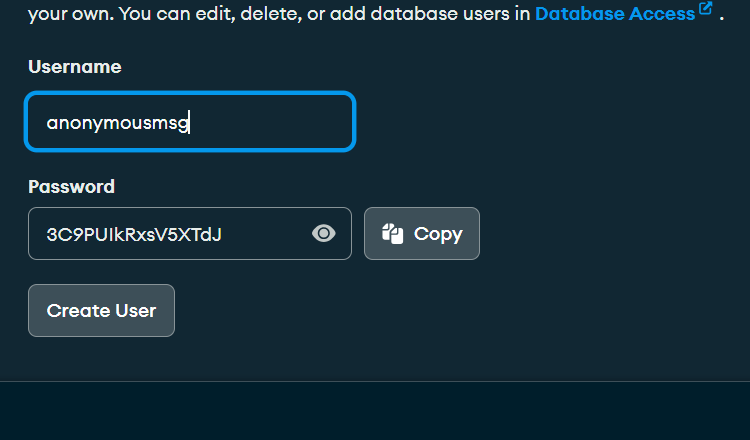 your own. You can edit, delete, or add database users in Database Access .
Username
anonymousmsg
Password
3C9PUIkRxsV5XTdJ
Copy
Create User